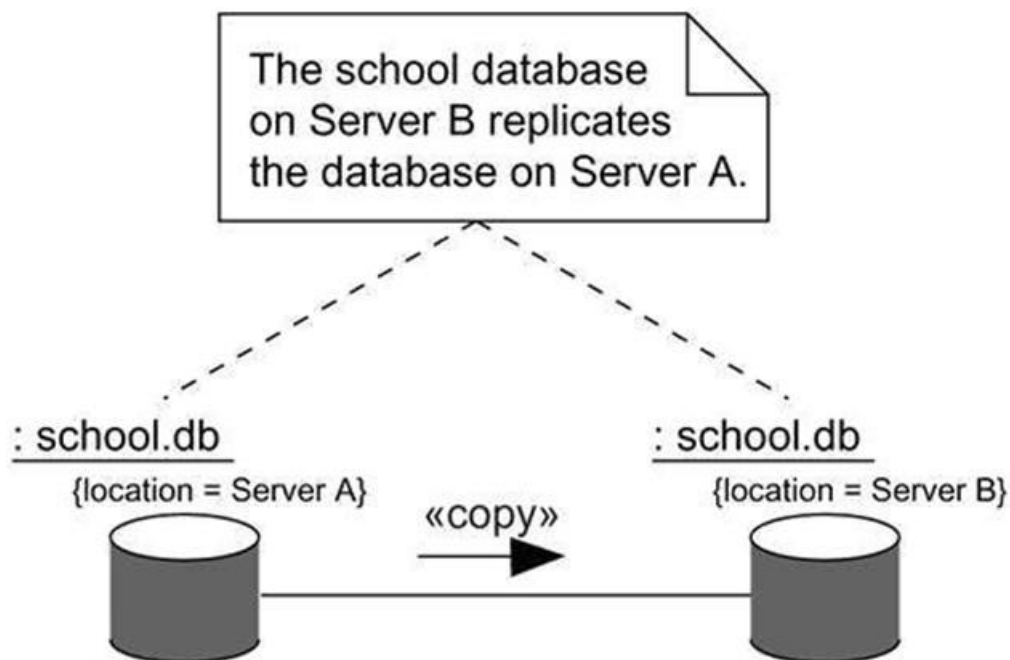 The school database
on Server B replicates
the database on Server A.
: school.db
: school.db
{location = Server A}
{location = Server B}
«copy»